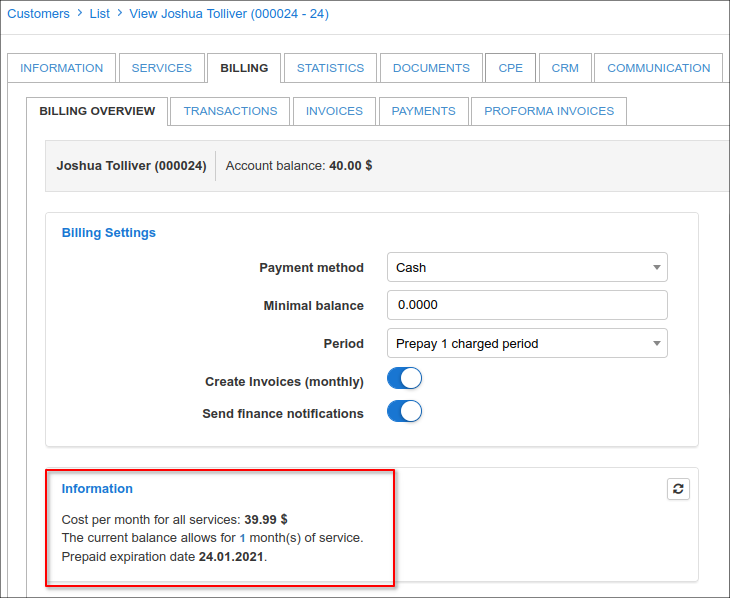 Customers > List > View Joshua Tolliver (000024 - 24)
INFORMATION SERVICES BILLING STATISTICS DOCUMENTS CPE CRM COMMUNICATION
BILLING OVERVIEW TRANSACTIONS INVOICES PAYMENTS PROFORMA INVOICES
Joshua Tolliver (000024) Account balance: 40.00 $
Billing Settings
Payment method Cash
Minimal balance 0.0000
Period Prepay 1 charged period
Create Invoices (monthly)
Send finance notifications
Information
Cost per month for all services: 39.99 $
The current balance allows for 1 month(s) of service.
Prepaid expiration date 24.01.2021.